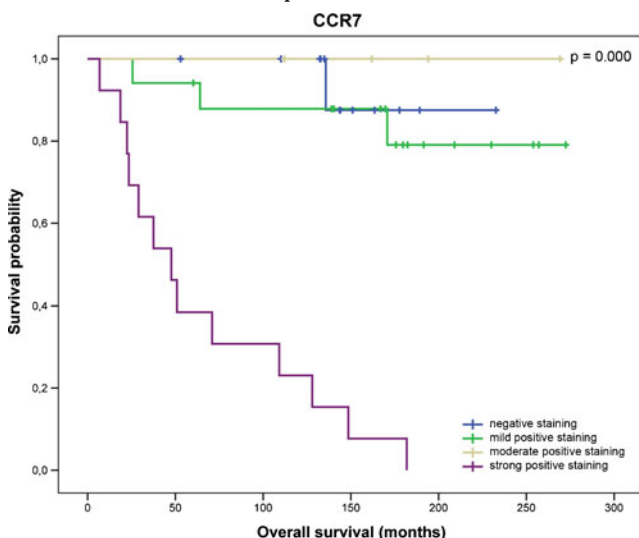 CCR7
p = 0.000
1,0
0,8
0,6
0,4
0,2
0,0
Survival probability
negative staining
mild positive staining
moderate positive staining
strong positive staining
0 50 100 150 200 250 300
Overall survival (months)